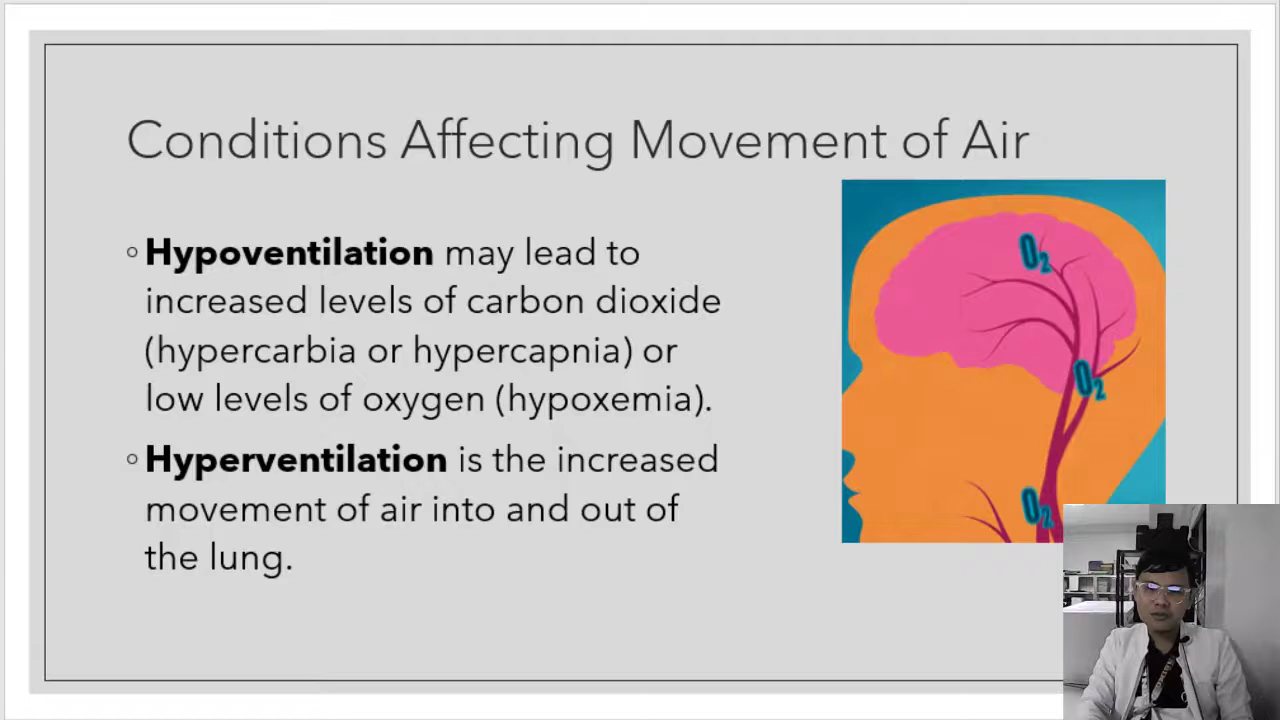 Conditions Affecting Movement of Air
◦ Hypoventilation may lead to
increased levels of carbon dioxide
(hypercarbia or hypercapnia) or
low levels of oxygen (hypoxemia).
◦ Hyperventilation is the increased
movement of air into and out of
the lung.
O₂
O₂
O₂